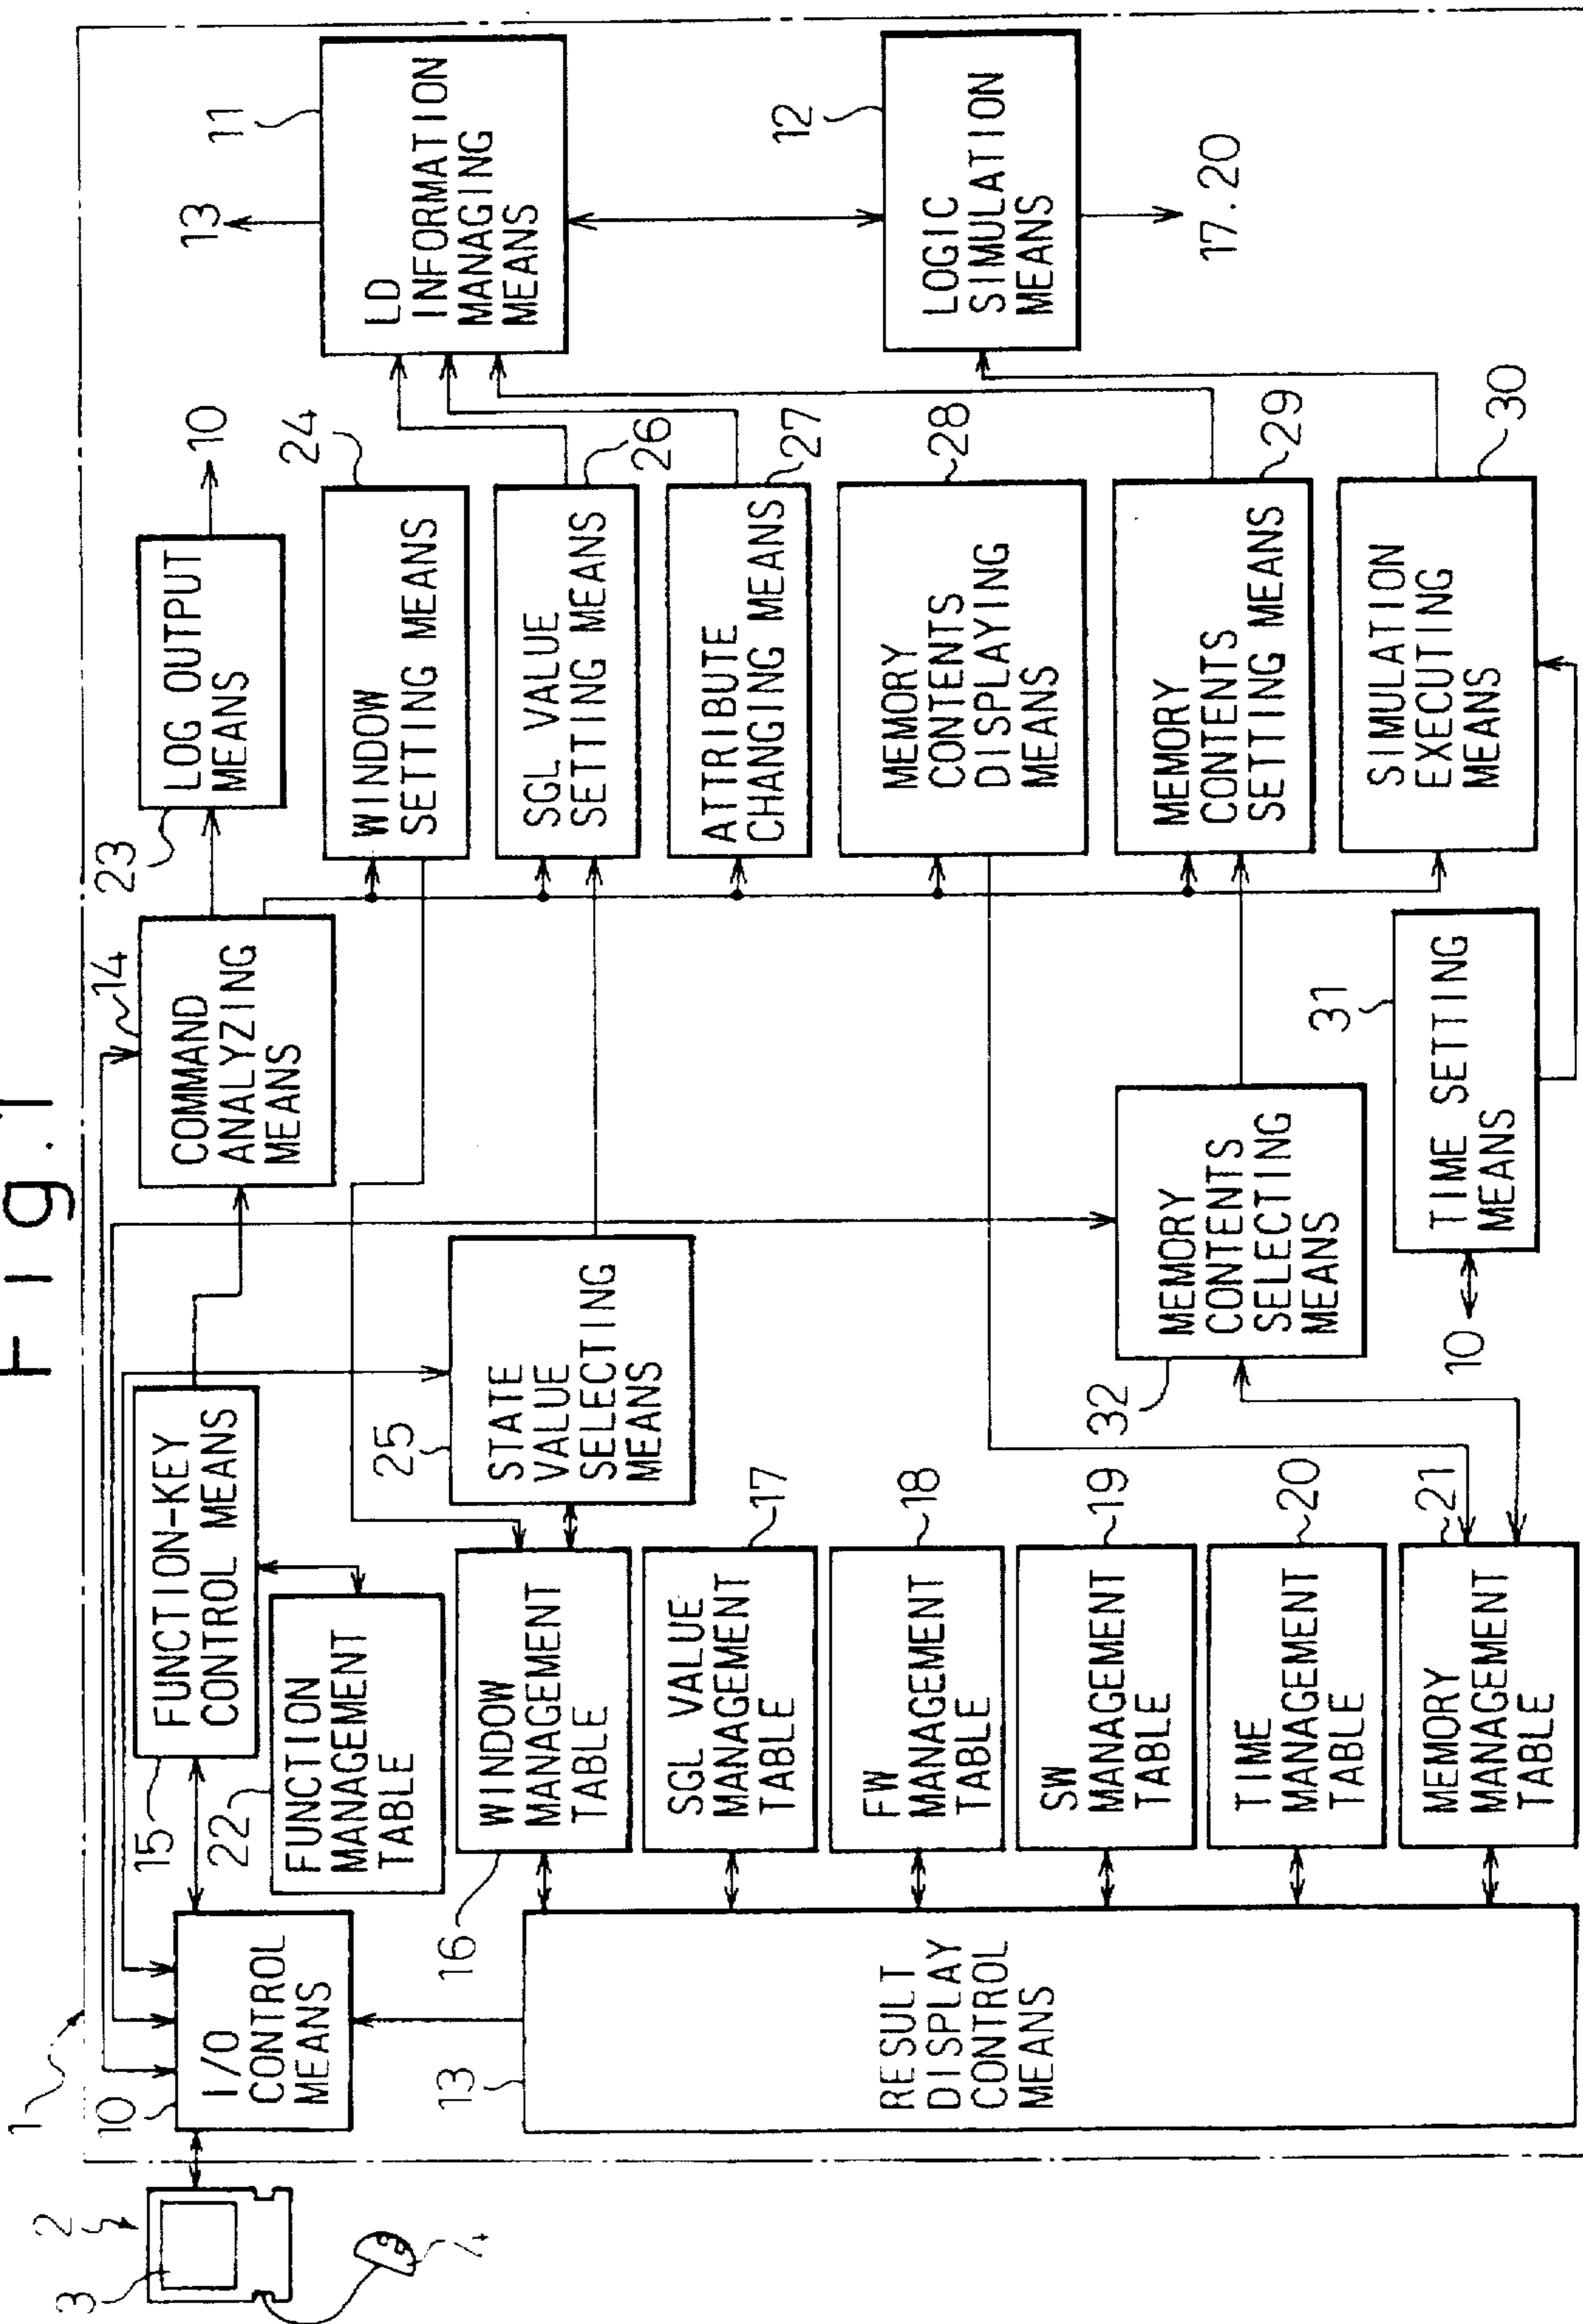 Fig.1
1
2
3
4
10
I/O
CONTROL
MEANS
15
FUNCTION-KEY
CONTROL MEANS
22
FUNCTION
MANAGEMENT
TABLE
14
COMMAND
ANALYZING
MEANS
23
LOG OUTPUT
MEANS
10
13
11
LD
INFORMATION
MANAGING
MEANS
12
LOGIC
SIMULATION
MEANS
17.20
24
WINDOW
SETTING MEANS
26
SGL VALUE
SETTING MEANS
27
ATTRIBUTE
CHANGING MEANS
28
MEMORY
CONTENTS
DISPLAYING
MEANS
29
MEMORY
CONTENTS
SETTING MEANS
30
SIMULATION
EXECUTING
MEANS
25
STATE
VALUE
SELECTING
MEANS
32
MEMORY
CONTENTS
SELECTING
MEANS
31
TIME SETTING
MEANS
10
16
WINDOW
MANAGEMENT
TABLE
17
SGL VALUE
MANAGEMENT
TABLE
18
FW
MANAGEMENT
TABLE
19
SW
MANAGEMENT
TABLE
20
TIME
MANAGEMENT
TABLE
21
MEMORY
MANAGEMENT
TABLE
13
RESULT
DISPLAY
CONTROL
MEANS